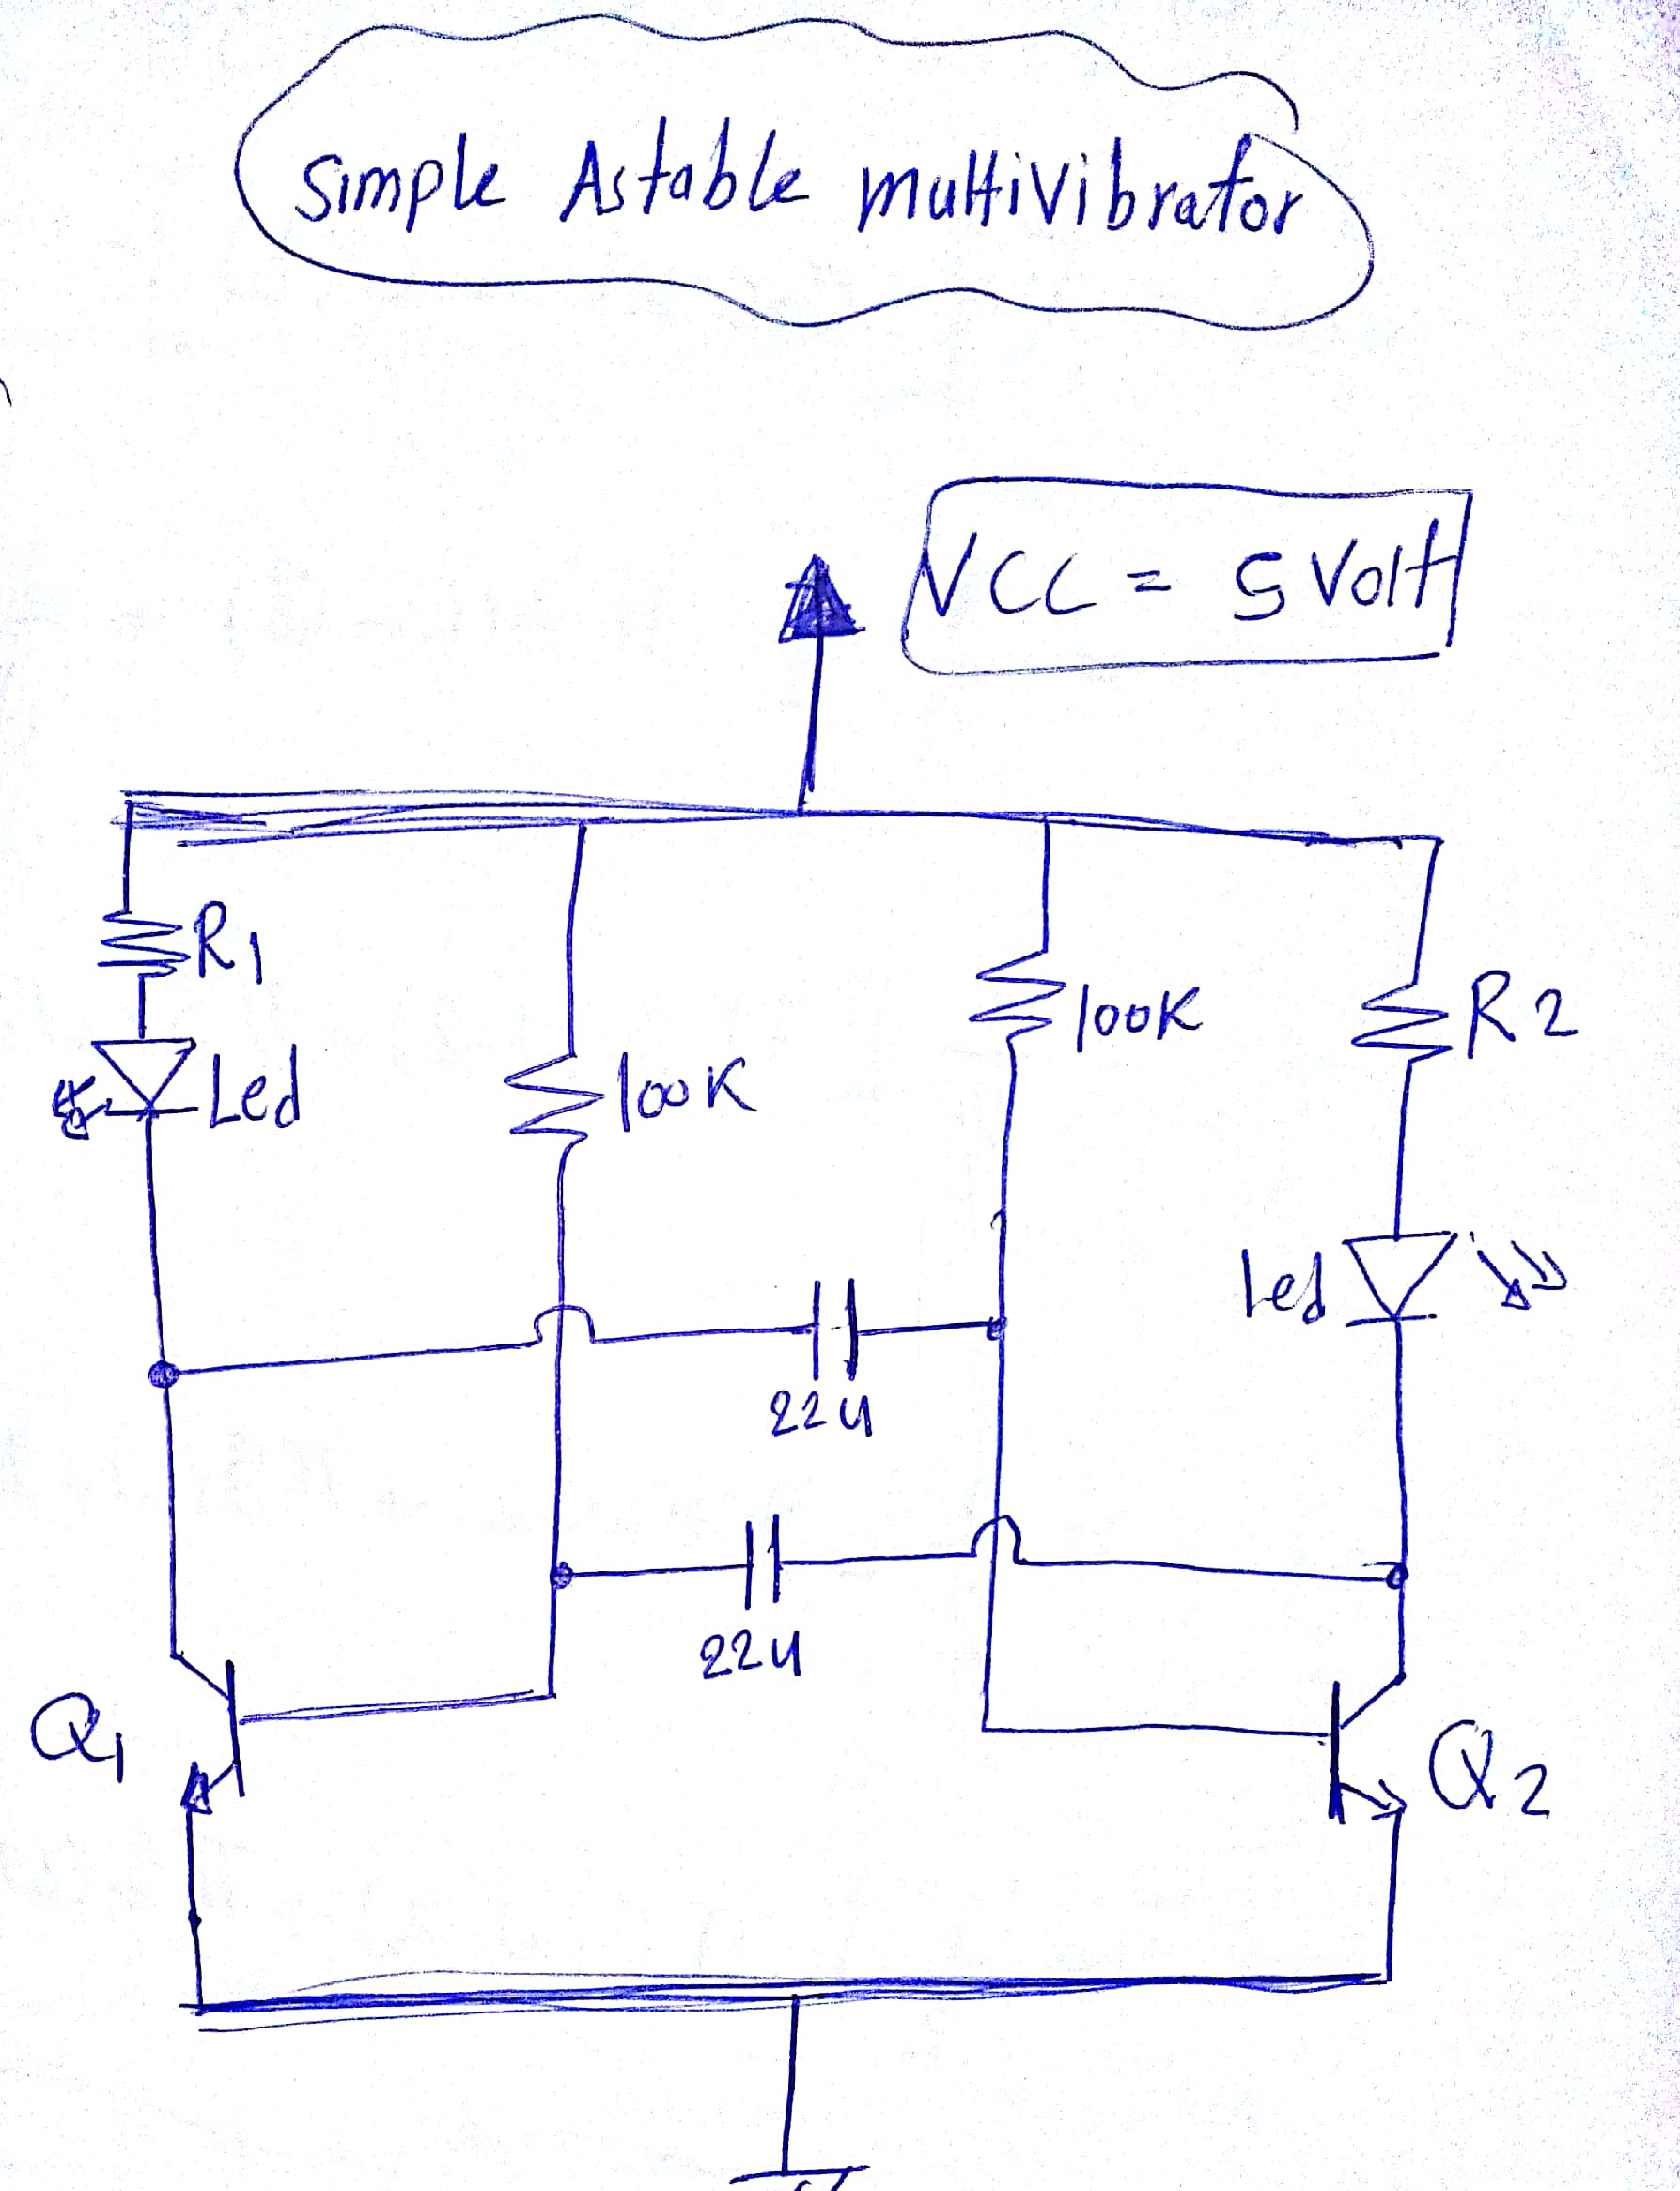 Simple Astable multivibrator
VCC = 5 Volt
R1
Led
100K
100K
R2
Led
22u
22u
Q1
Q2